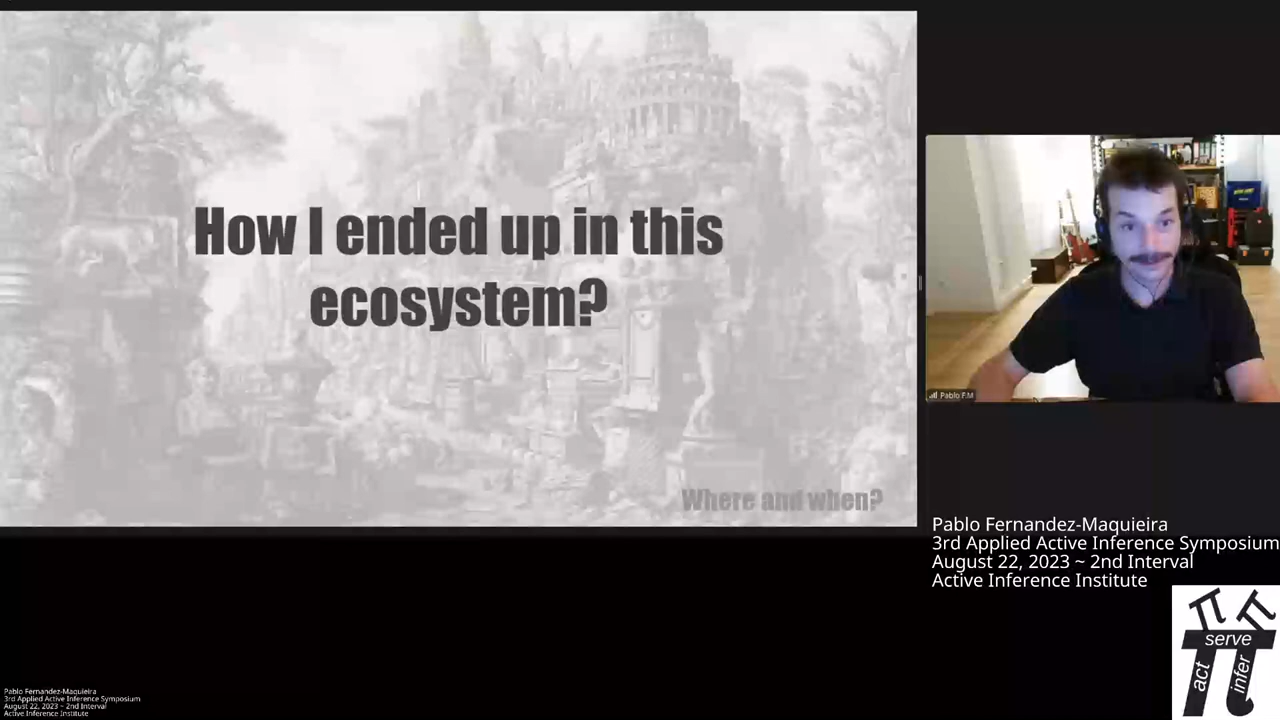 How I ended up in this
ecosystem?
Where and when?
Pablo F.M
Pablo Fernandez-Maquieira
3rd Applied Active Inference Symposium
August 22, 2023 ~ 2nd Interval
Active Inference Institute
π π
serve
π
act
infer
Pablo Fernandez-Maquieira
3rd Applied Active Inference Symposium
August 22, 2023 ~ 2nd Interval
Active Inference Institute